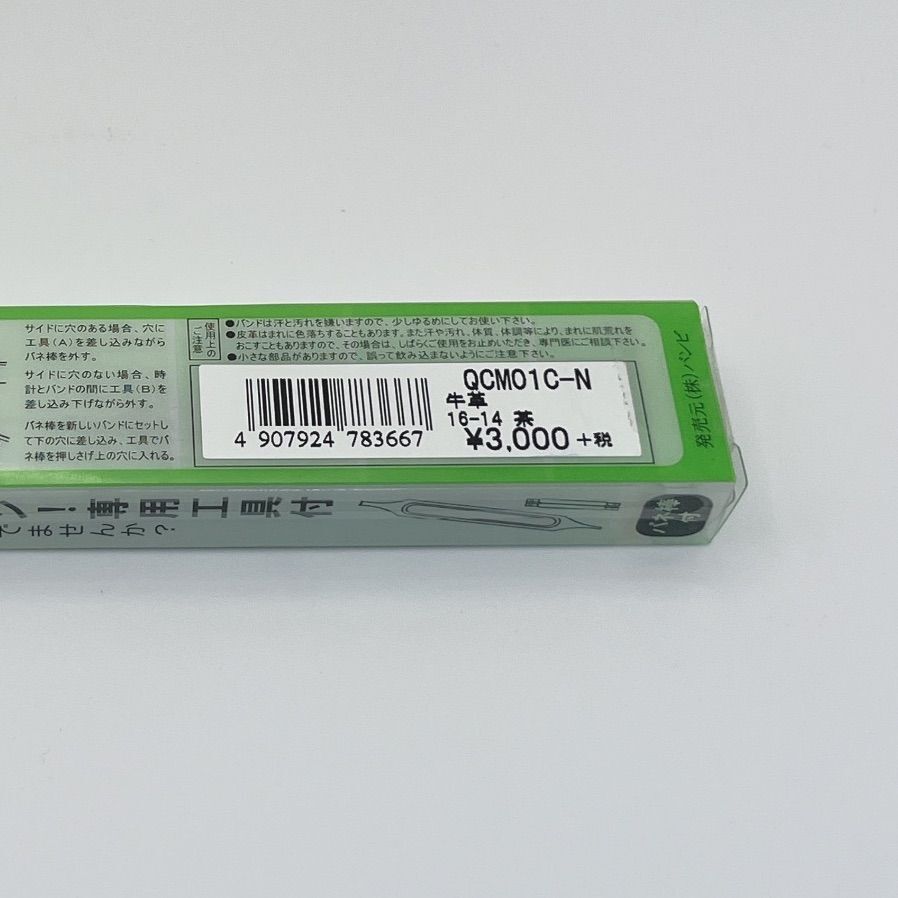 サイドに穴のある場合、穴に
工具(A)を差し込みながら
バネ棒を外す。
サイドに穴のない場合、時
計とバンドの間に工具(B)を
差し込み下げながら外す。
バネ棒を新しいバンドにセットし
て下の穴に差し込み、工具でバ
ネ棒を押しさげ上の穴に入れる。
使用上の
ご注意
●バンドは汗と汚れを嫌いますので、少しゆるめにしてお使い下さい。
●皮革はまれに色落ちすることもあります。また汗や汚れ、体質、体調等により、まれに肌荒れを
おこすこともありますので、その場合は、しばらくご使用をお止めいただき、専門医にご相談下さい。
●小さな部品がありますので、誤って飲み込まないようにご注意下さい。
QCM01C-N
牛革
16-14 茶
¥3,000 +税
4 907924 783667
発売元(株)バンビ
ン!専用工具付
でませんか?
バネ棒
付